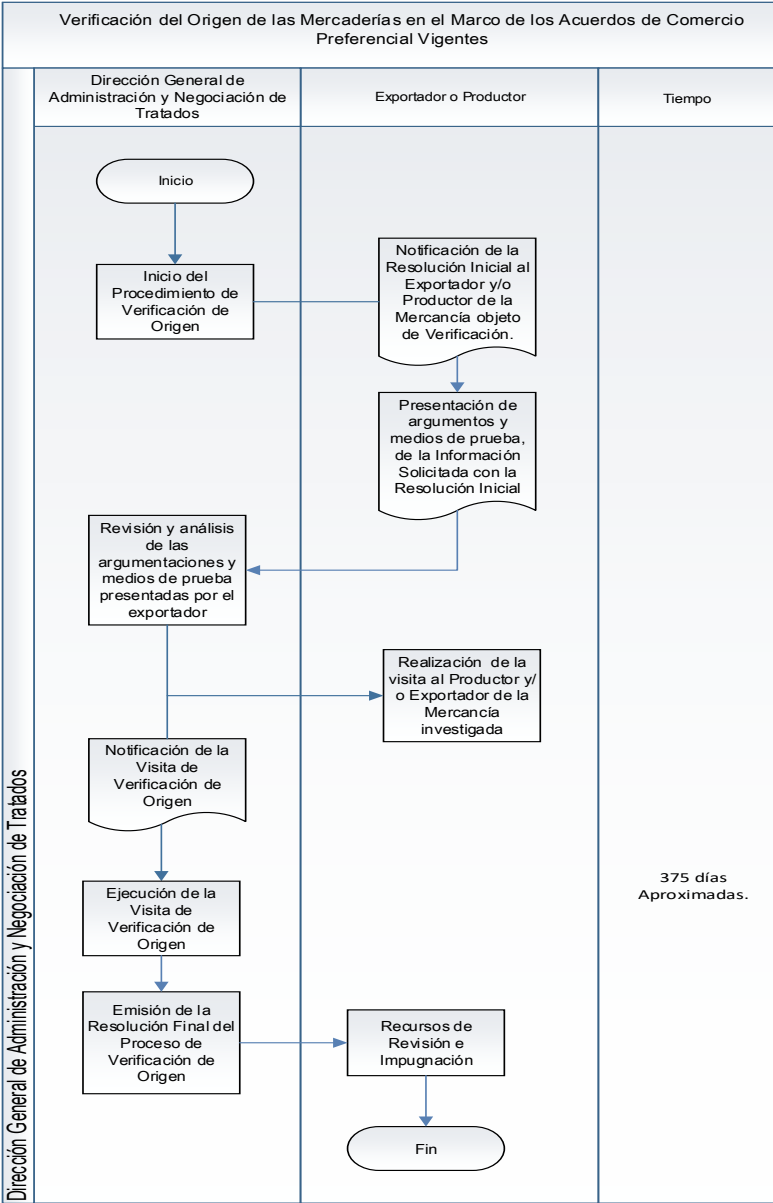 Verificación del Origen de las Mercaderías en el Marco de los Acuerdos de Comercio
Preferencial Vigentes
Dirección General de
Administración y Negociación de
Tratados
Exportador o Productor
Tiempo
Inicio
Inicio del
Procedimiento de
Verificación de
Origen
Notificación de la
Resolución Inicial al
Exportador y/o
Productor de la
Mercancía objeto
de Verificación.
Presentación de
argumentos y
medios de prueba,
de la Información
Solicitada con la
Resolución Inicial
Revisión y análisis
de las
argumentaciones y
medios de prueba
presentadas por el
exportador
Realización de la
visita al Productor y/
o Exportador de la
Mercancía
investigada
Notificación de la
Visita de
Verificación de
Origen
Ejecución de la
Visita de
Verificación de
Origen
375 días
Aproximadas.
Emisión de la
Resolución Final del
Proceso de
Verificación de
Origen
Recursos de
Revisión e
Impugnación
Fin
Dirección General de Administración y Negociación de Tratados